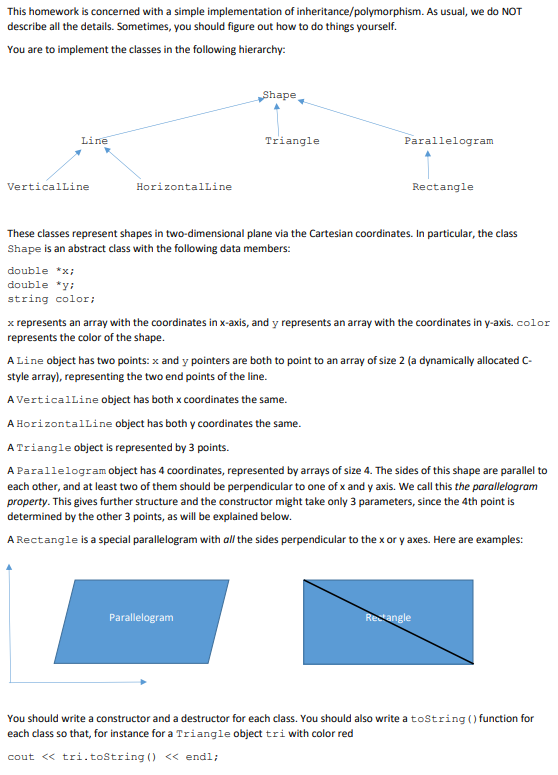 This homework is concerned with a simple implementation of inheritance/polymorphism. As usual, we do NOT
describe all the details. Sometimes, you should figure out how to do things yourself.
You are to implement the classes in the following hierarchy:
Shape
Line Triangle Parallelogram
VerticalLine HorizontalLine Rectangle
These classes represent shapes in two-dimensional plane via the Cartesian coordinates. In particular, the class
Shape is an abstract class with the following data members:
double *x;
double *y;
string color;
x represents an array with the coordinates in x-axis, and y represents an array with the coordinates in y-axis. color
represents the color of the shape.
A Line object has two points: x and y pointers are both to point to an array of size 2 (a dynamically allocated C-
style array), representing the two end points of the line.
A VerticalLine object has both x coordinates the same.
A HorizontalLine object has both y coordinates the same.
A Triangle object is represented by 3 points.
A Parallelogram object has 4 coordinates, represented by arrays of size 4. The sides of this shape are parallel to
each other, and at least two of them should be perpendicular to one of x and y axis. We call this the parallelogram
property. This gives further structure and the constructor might take only 3 parameters, since the 4th point is
determined by the other 3 points, as will be explained below.
A Rectangle is a special parallelogram with all the sides perpendicular to the x or y axes. Here are examples:
Parallelogram Rectangle
You should write a constructor and a destructor for each class. You should also write a toString() function for
each class so that, for instance for a Triangle object tri with color red
cout << tri.toString() << endl;